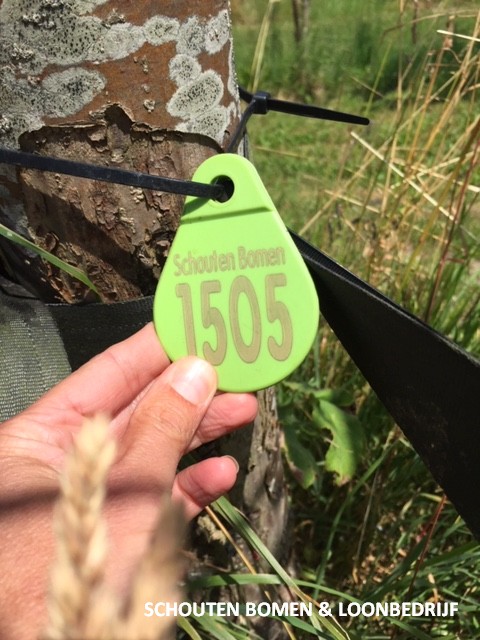 Schouten Bomen
1505
SCHOUTEN BOMEN & LOONBEDRIJF